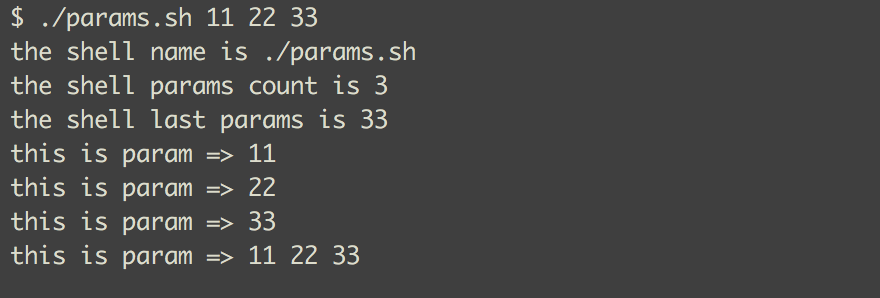 $ ./params.sh 11 22 33
the shell name is ./params.sh
the shell params count is 3
the shell last params is 33
this is param => 11
this is param => 22
this is param => 33
this is param => 11 22 33